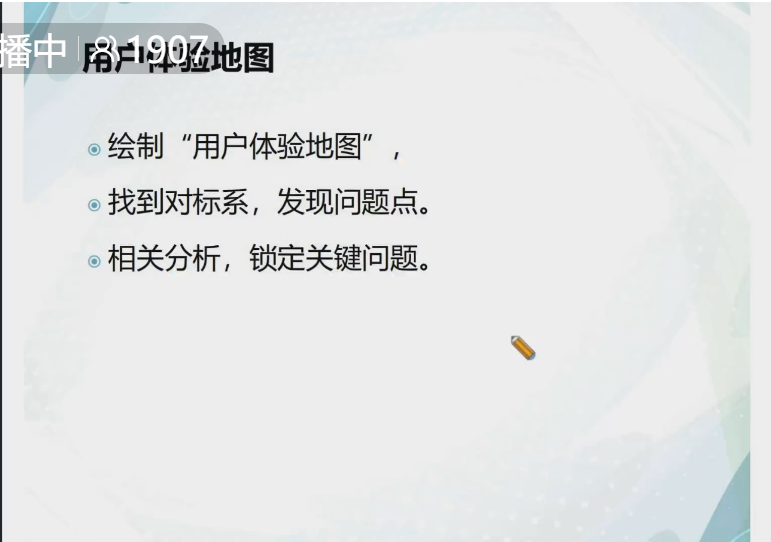 播中 1907
用户体验地图
绘制“用户体验地图”,
找到对标系，发现问题点。
相关分析，锁定关键问题。